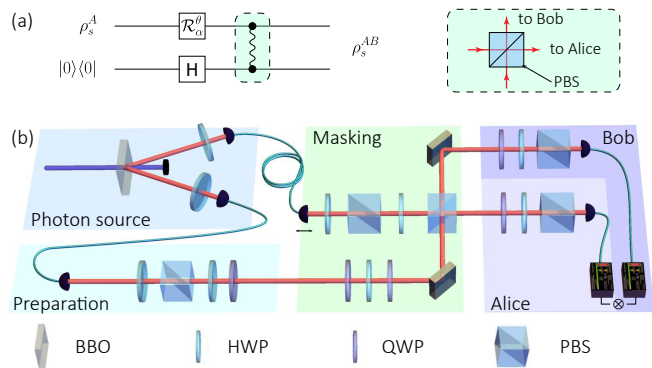 (a)
ρ_s^A
R_α^θ
ρ_s^{AB}
|0⟩⟨0|
H
to Bob
to Alice
PBS
(b)
Masking
Bob
Photon source
Preparation
Alice
BBO
HWP
QWP
PBS